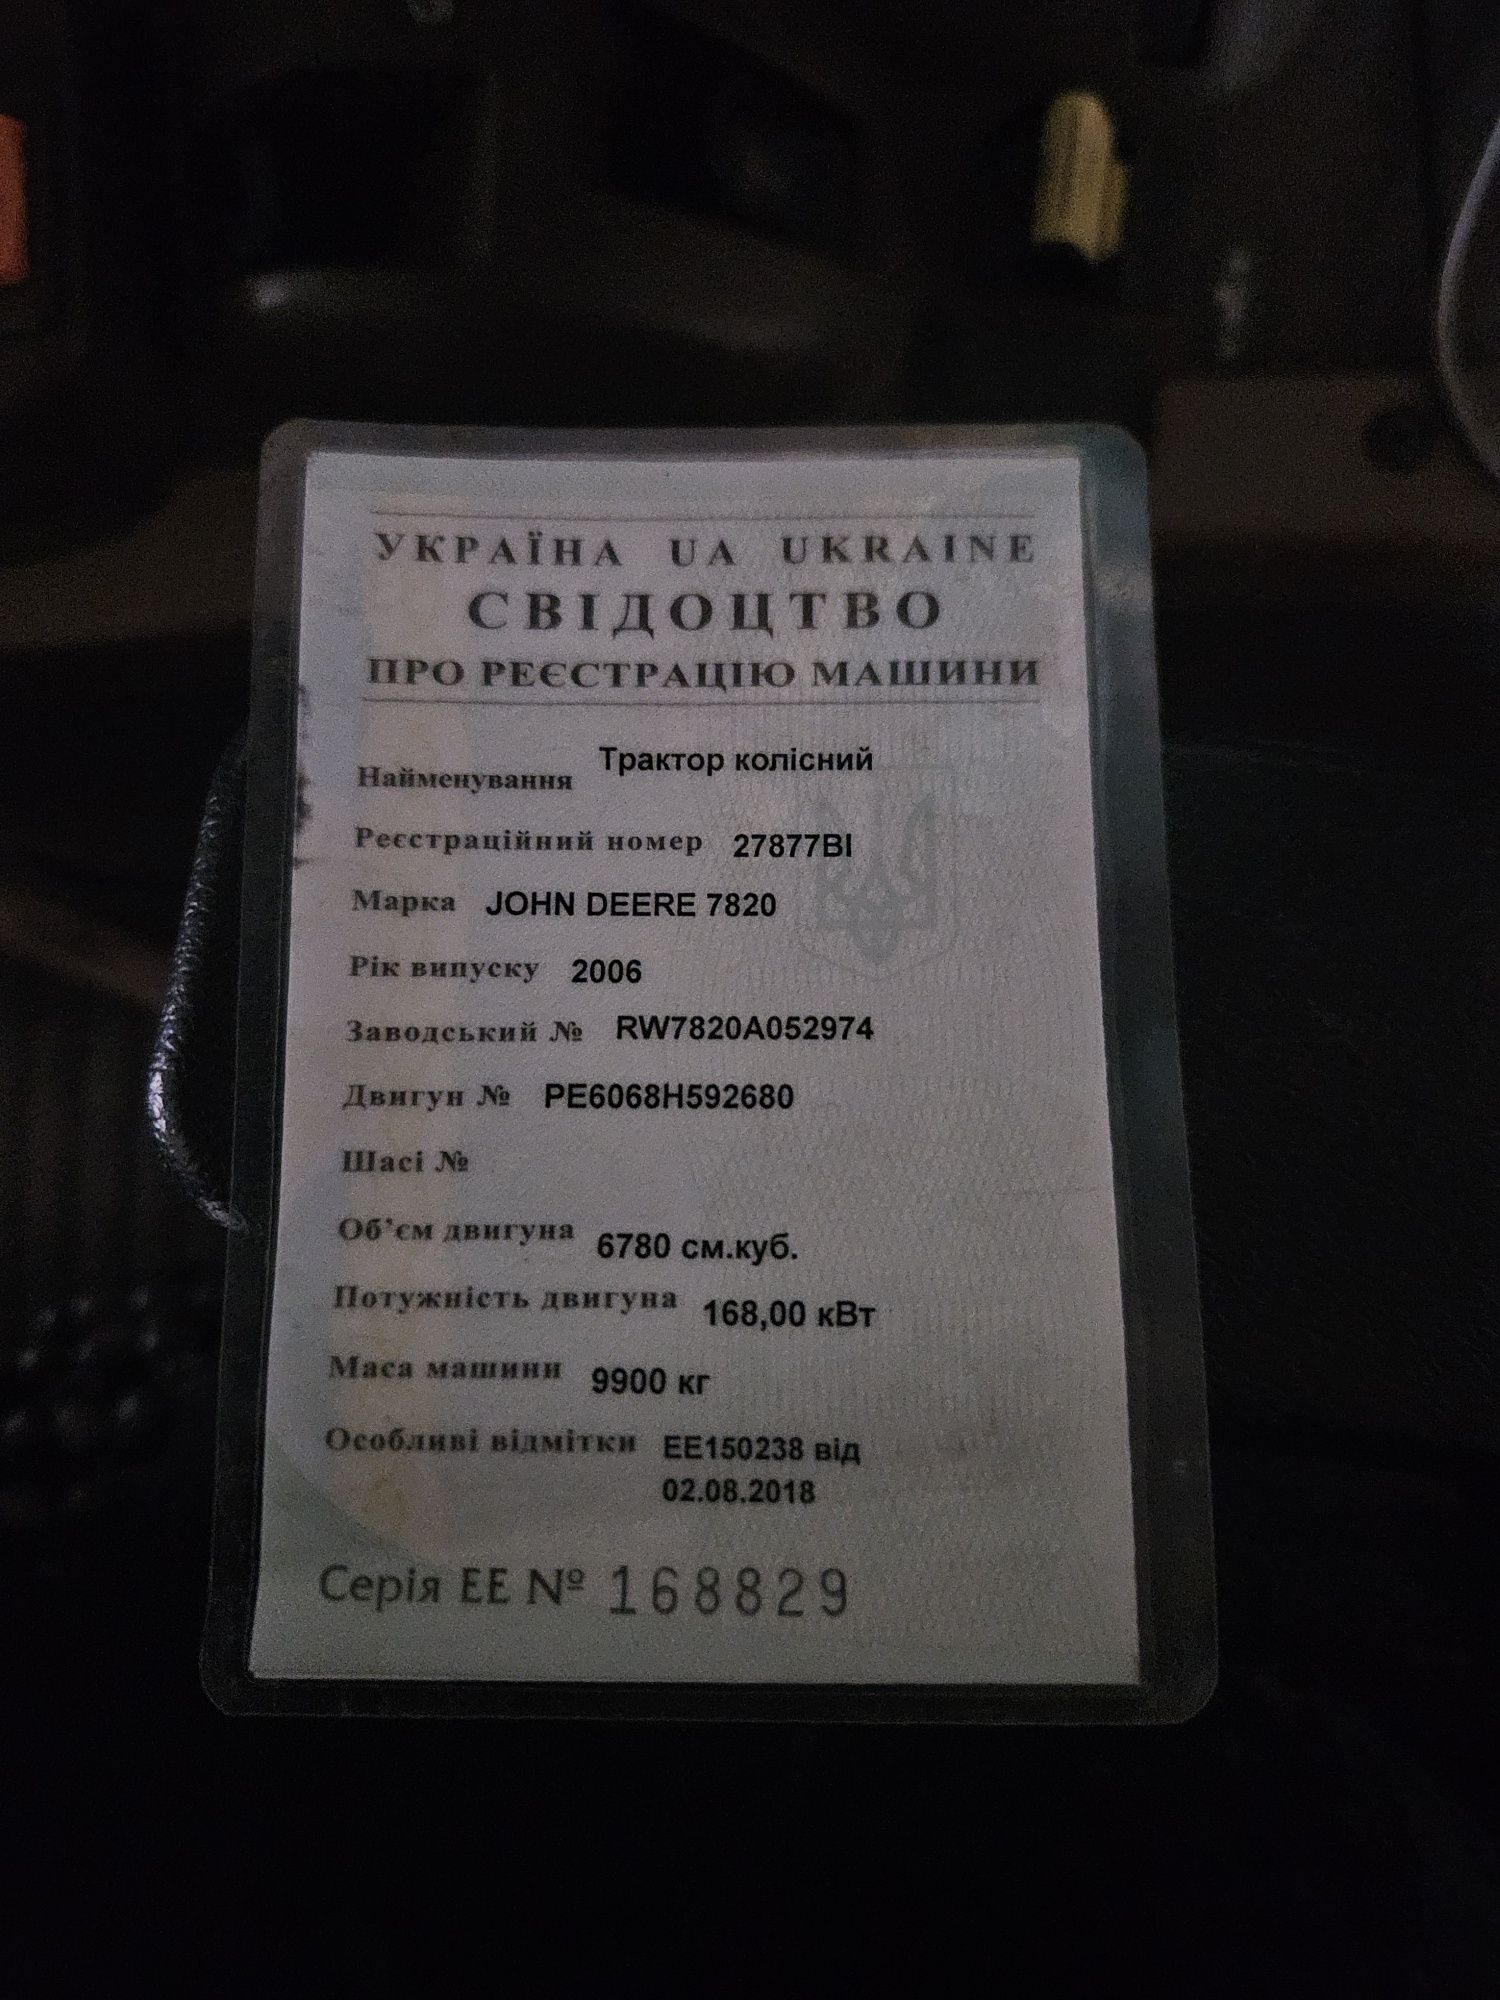 УКРАЇНА UA UKRAINE
СВІДОЦТВО
ПРО РЕЄСТРАЦІЮ МАШИНИ
Найменування Трактор колісний
Реєстраційний номер 27877ВІ
Марка JOHN DEERE 7820
Рік випуску 2006
Заводський № RW7820A052974
Двигун № PE6068H592680
Шасі №
Об’єм двигуна 6780 см.куб.
Потужність двигуна 168,00 кВт
Маса машини 9900 кг
Особливі відмітки ЕЕ150238 від
02.08.2018
Серія ЕЕ № 168829